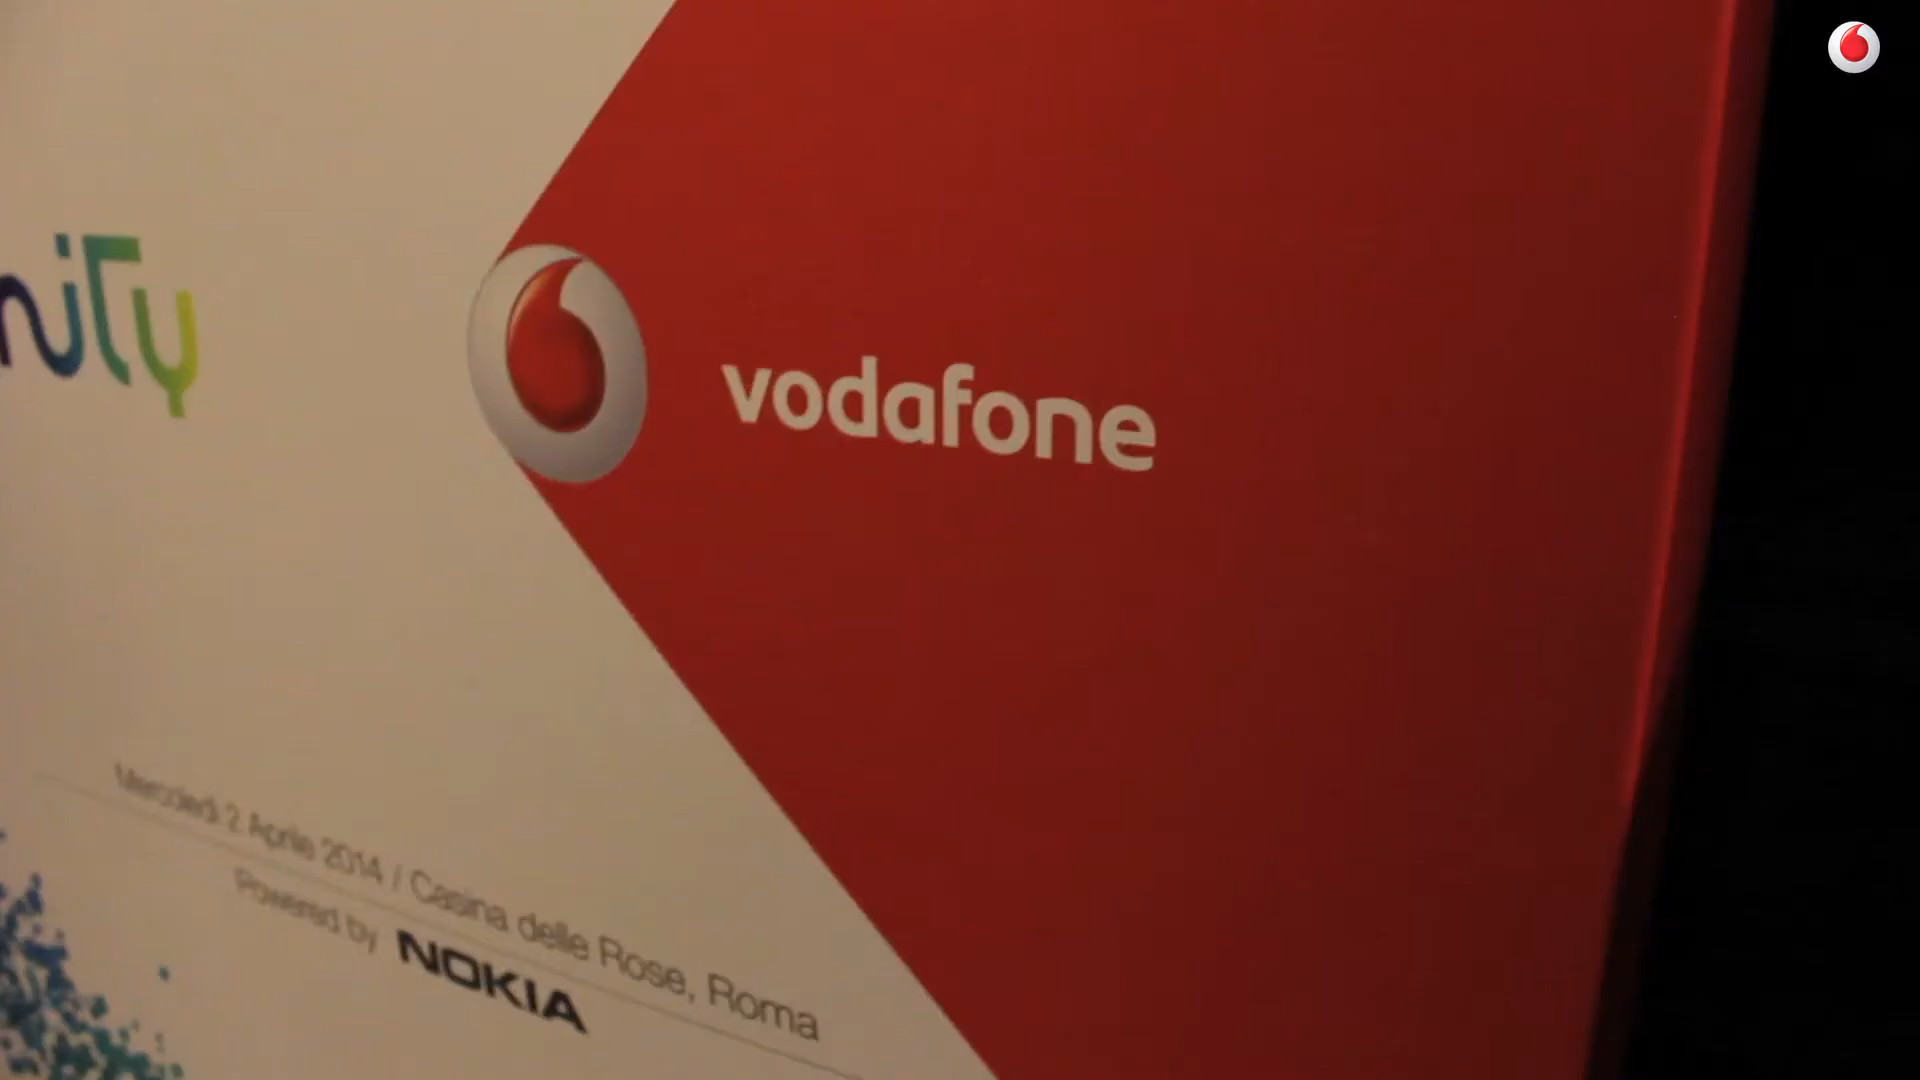 niTy
vodafone
Mercoledì 2 Aprile 2014 / Casina delle Rose, Roma
Powered by NOKIA